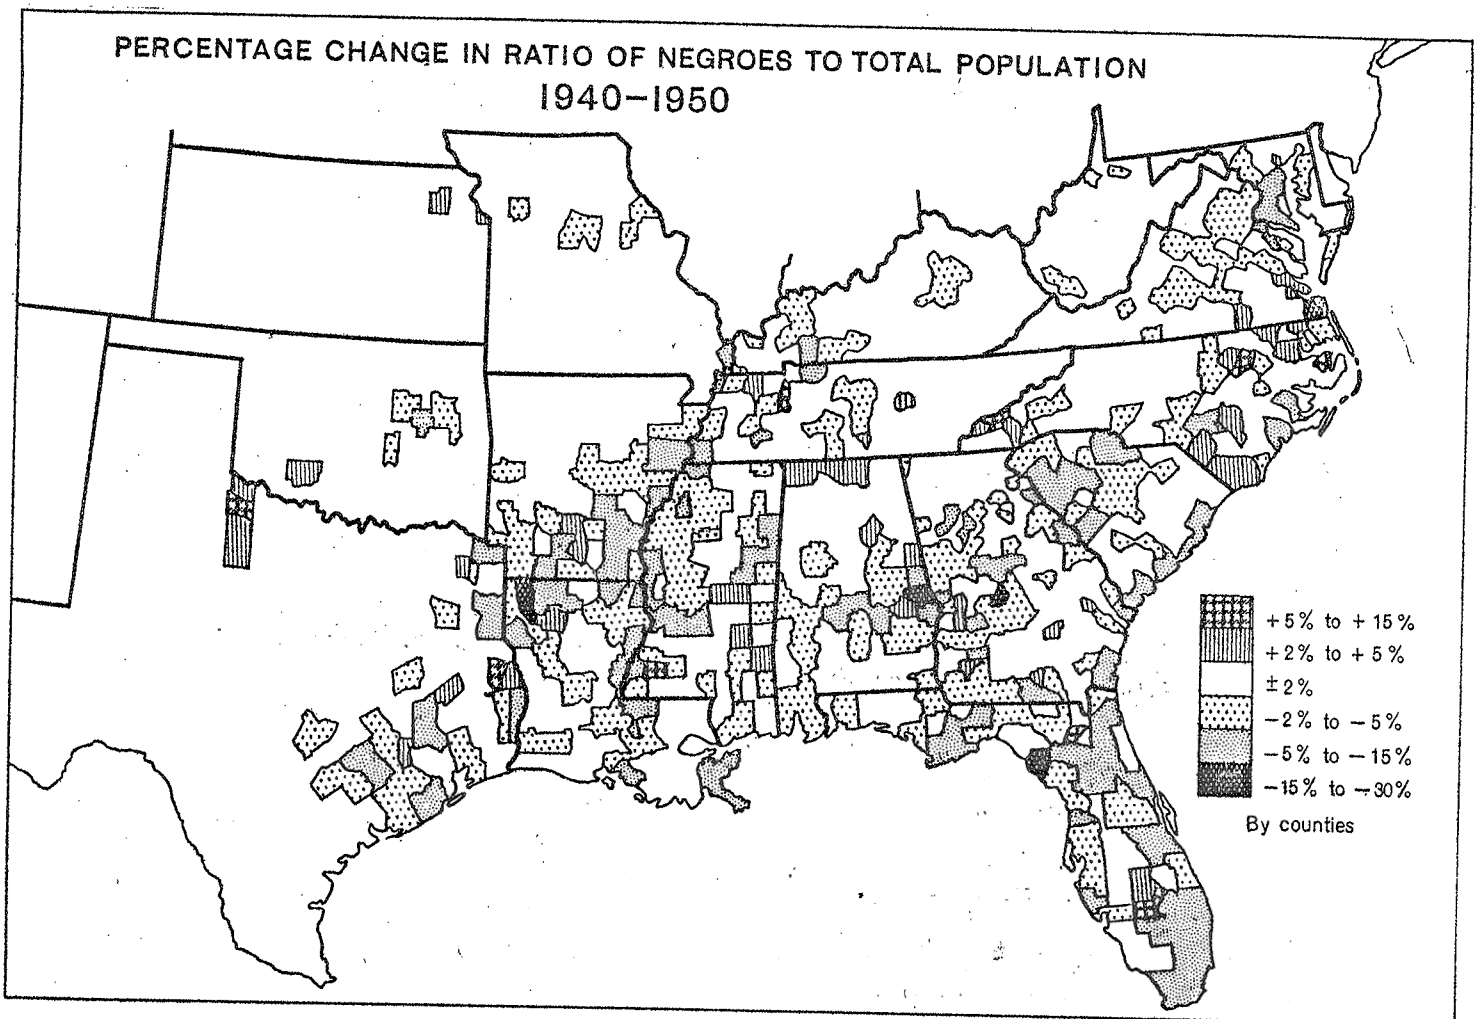 PERCENTAGE CHANGE IN RATIO OF NEGROES TO TOTAL POPULATION
1940–1950
+5% to +15%
+2% to +5%
±2%
–2% to –5%
–5% to –15%
–15% to –30%
By counties